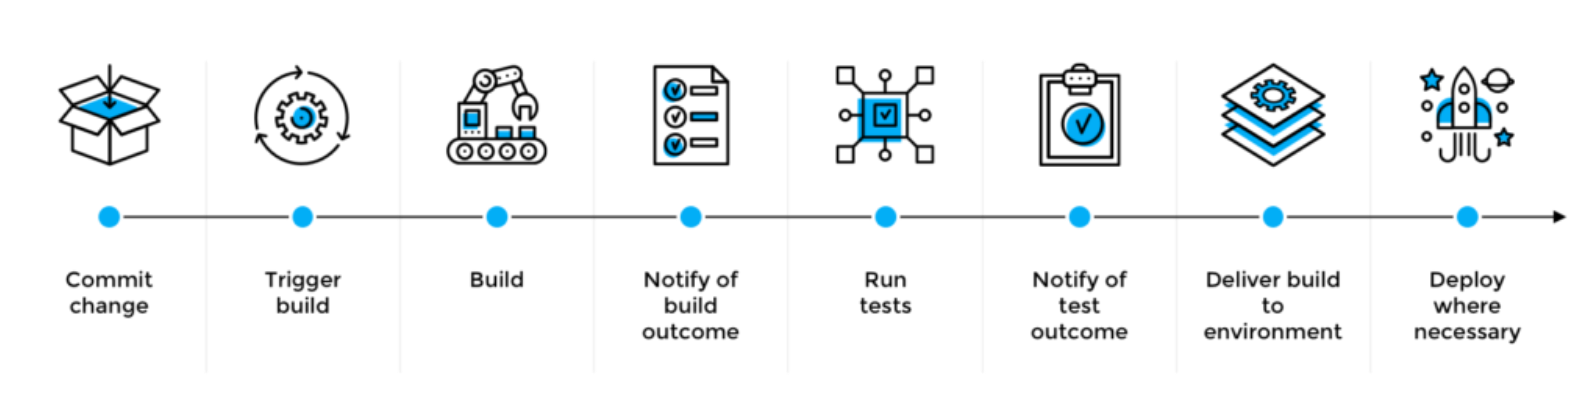 Commit
change
Trigger
build
Build
Notify of
build
outcome
Run
tests
Notify of
test
outcome
Deliver build
to
environment
Deploy
where
necessary